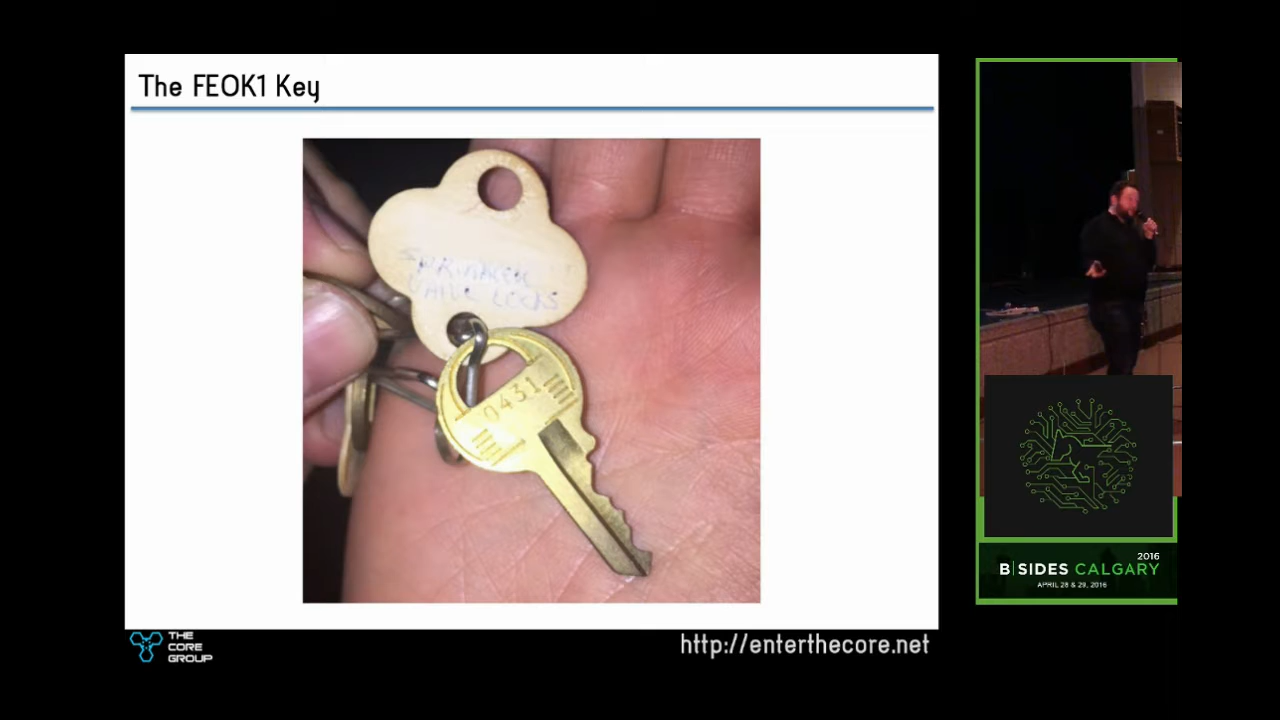 The FEOK1 Key
SPRINKLER
VALVE LOCKS
0431
THE
CORE
GROUP
http://enterthecore.net
2016
B|SIDES CALGARY
APRIL 28 & 29, 2016